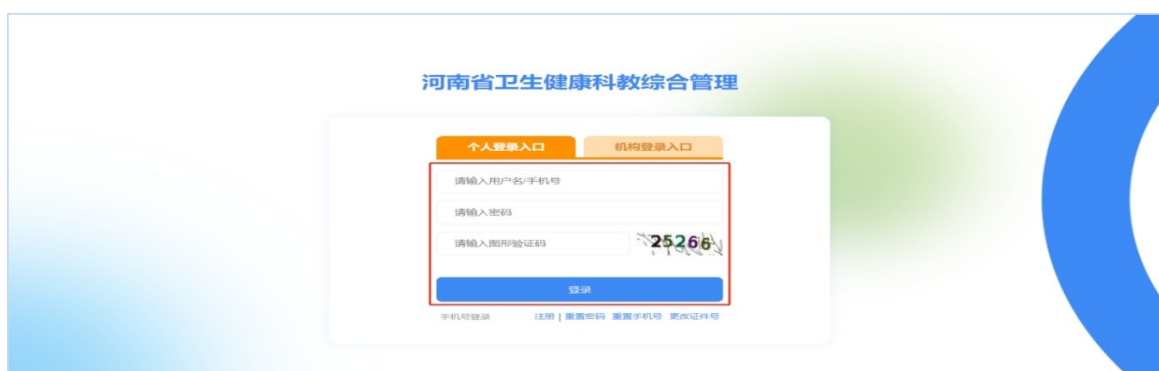 河南省卫生健康科教综合管理
个人登录入口 机构登录入口
请输入用户名/手机号
请输入密码
请输入图形验证码 25266
登录
手机号登录 注册 | 重置密码 重置手机号 更改证件号